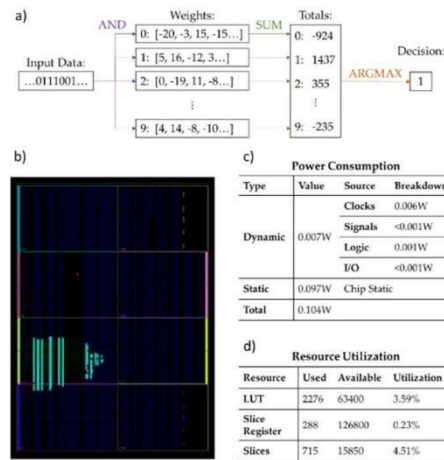 a)
AND
Weights:
SUM
Totals:
0: [-20, -3, 15, -15...]
0: -924
Decision:
Input Data:
1: [5, 16, -12, 3...]
1: 1437
ARGMAX
...0111001...
2: [0, -19, 11, -8...]
2: 355
1
⋮
⋮
9: [4, 14, -8, -10...]
9: -235
b)
c)
Power Consumption
Type Value Source Breakdown
Dynamic 0.007W Clocks 0.006W
Signals <0.001W
Logic 0.001W
I/O <0.001W
Static 0.097W Chip Static
Total 0.104W
d)
Resource Utilization
Resource Used Available Utilization
LUT 2276 63400 3.59%
Slice Register 288 126800 0.23%
Slices 715 15850 4.51%